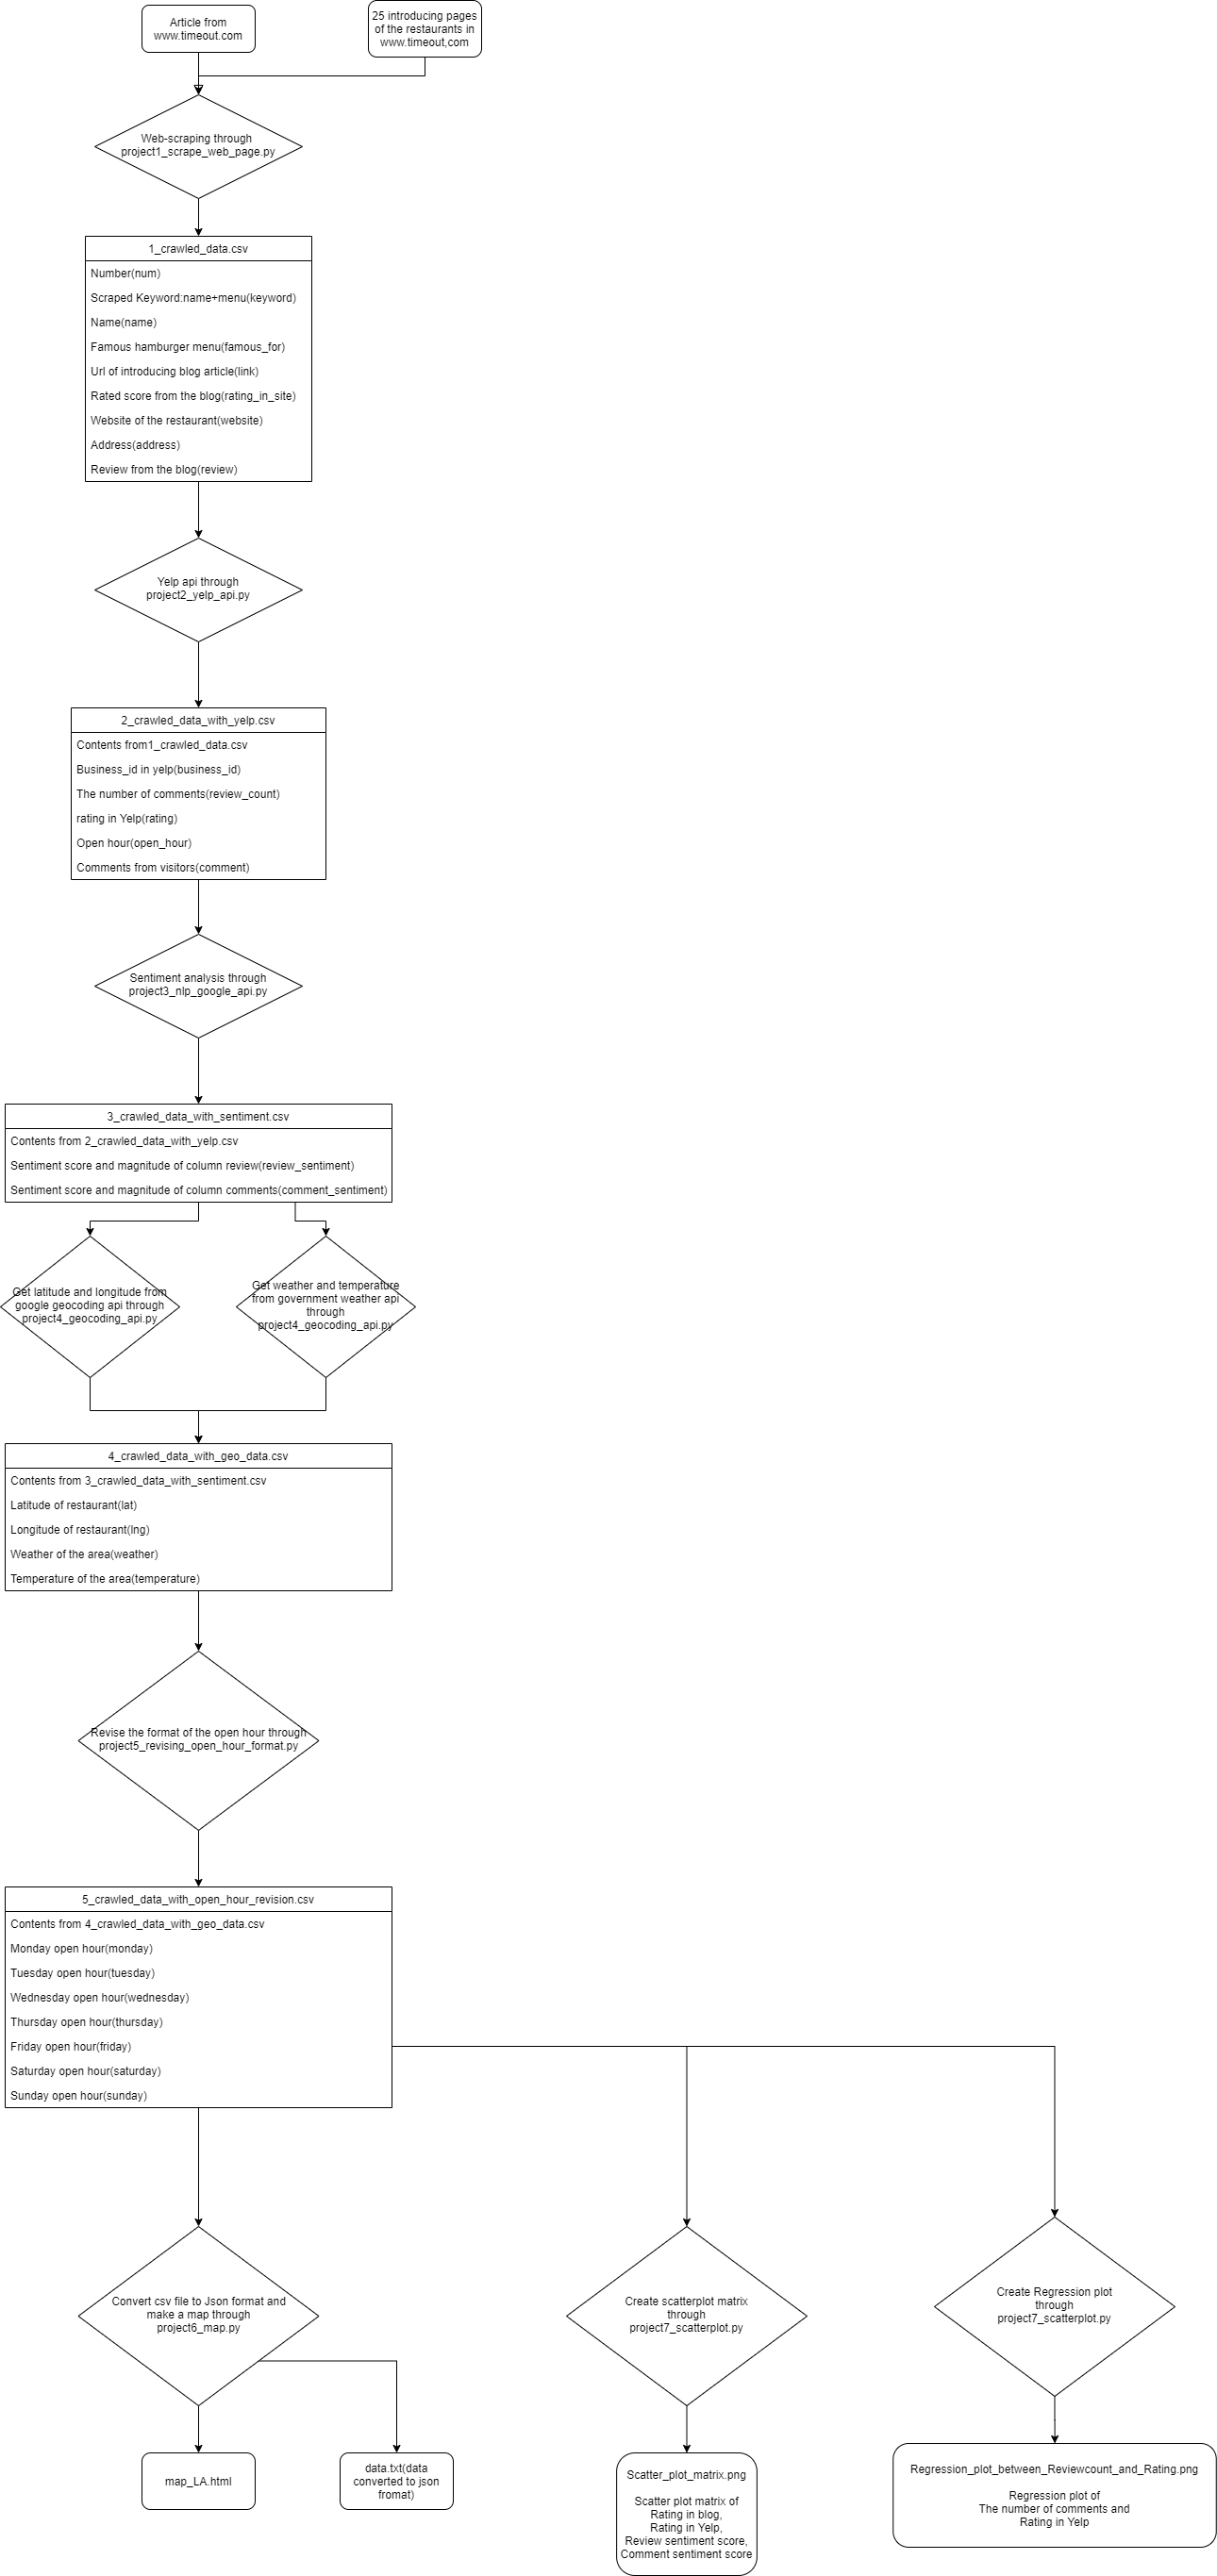 Article from
www.timeout.com
25 introducing pages
of the restaurants in
www.timeout,com
Web-scraping through
project1_scrape_web_page.py
1_crawled_data.csv
Number(num)
Scraped Keyword:name+menu(keyword)
Name(name)
Famous hamburger menu(famous_for)
Url of introducing blog article(link)
Rated score from the blog(rating_in_site)
Website of the restaurant(website)
Address(address)
Review from the blog(review)
Yelp api through
project2_yelp_api.py
2_crawled_data_with_yelp.csv
Contents from1_crawled_data.csv
Business_id in yelp(business_id)
The number of comments(review_count)
rating in Yelp(rating)
Open hour(open_hour)
Comments from visitors(comment)
Sentiment analysis through
project3_nlp_google_api.py
3_crawled_data_with_sentiment.csv
Contents from 2_crawled_data_with_yelp.csv
Sentiment score and magnitude of column review(review_sentiment)
Sentiment score and magnitude of column comments(comment_sentiment)
Get latitude and longitude from
google geocoding api through
project4_geocoding_api.py
Get weather and temperature
from government weather api
through
project4_geocoding_api.py
4_crawled_data_with_geo_data.csv
Contents from 3_crawled_data_with_sentiment.csv
Latitude of restaurant(lat)
Longitude of restaurant(lng)
Weather of the area(weather)
Temperature of the area(temperature)
Revise the format of the open hour through
project5_revising_open_hour_format.py
5_crawled_data_with_open_hour_revision.csv
Contents from 4_crawled_data_with_geo_data.csv
Monday open hour(monday)
Tuesday open hour(tuesday)
Wednesday open hour(wednesday)
Thursday open hour(thursday)
Friday open hour(friday)
Saturday open hour(saturday)
Sunday open hour(sunday)
Convert csv file to Json format and
make a map through
project6_map.py
Create scatterplot matrix
through
project7_scatterplot.py
Create Regression plot
through
project7_scatterplot.py
map_LA.html
data.txt(data
converted to json
fromat)
Scatter_plot_matrix.png
Scatter plot matrix of
Rating in blog,
Rating in Yelp,
Review sentiment score,
Comment sentiment score
Regression_plot_between_Reviewcount_and_Rating.png
Regression plot of
The number of comments and
Rating in Yelp